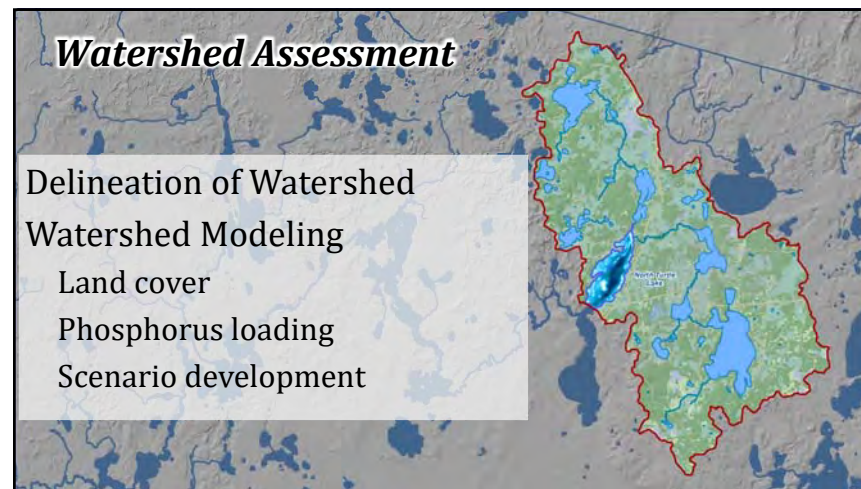 Watershed Assessment
Delineation of Watershed
Watershed Modeling
Land cover
Phosphorus loading
Scenario development
North Turtle
Lake